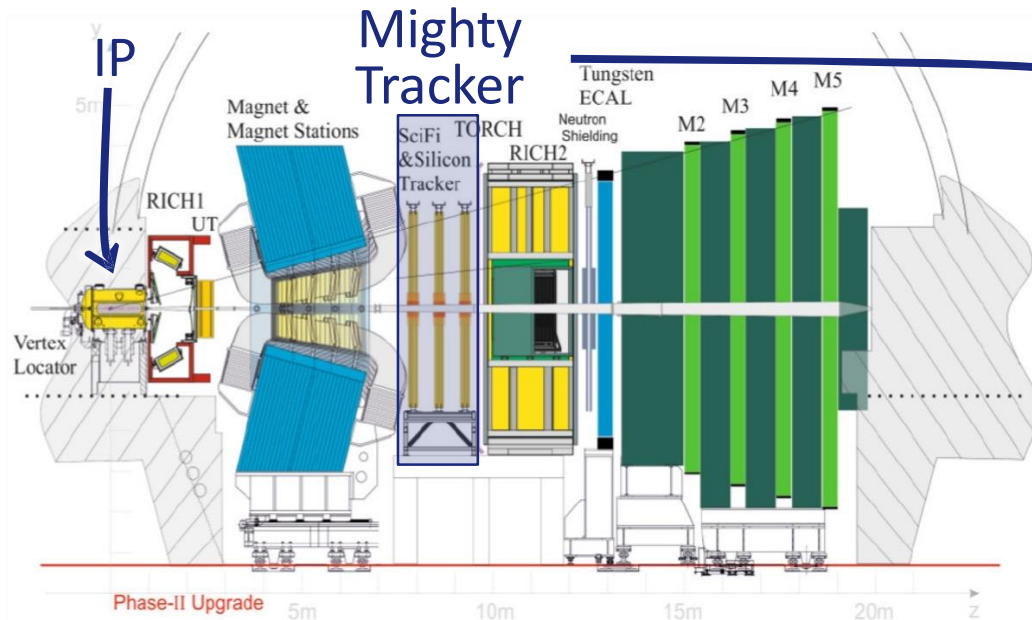 IP
Mighty
Tracker
y
5m
Magnet &
Magnet Stations
RICH1
UT
SciFi
&Silicon
Tracker
TORCH
RICH2
Neutron
Shielding
Tungsten
ECAL
M2
M3
M4
M5
Vertex
Locator
Phase-II Upgrade
5m
10m
15m
20m
z